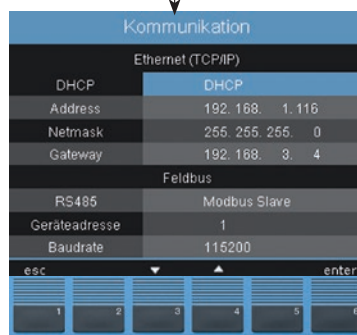 Kommunikation
Ethernet (TCP/IP)
DHCP DHCP
Address 192. 168. 1. 116
Netmask 255. 255. 255. 0
Gateway 192. 168. 3. 4
Feldbus
RS485 Modbus Slave
Geräteadresse 1
Baudrate 115200
esc ▼ ▲ enter
1 2 3 4 5 6